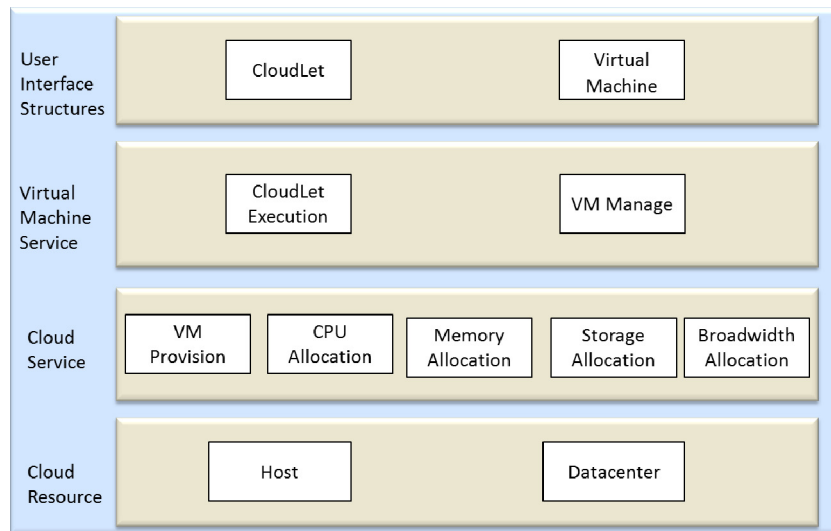 User
Interface
Structures
CloudLet
Virtual
Machine
Virtual
Machine
Service
CloudLet
Execution
VM Manage
Cloud
Service
VM
Provision
CPU
Allocation
Memory
Allocation
Storage
Allocation
Broadwidth
Allocation
Cloud
Resource
Host
Datacenter